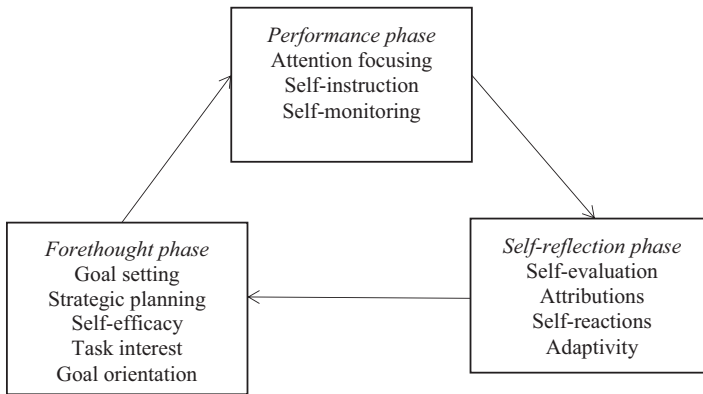 Performance phase
Attention focusing
Self-instruction
Self-monitoring
Forethought phase
Goal setting
Strategic planning
Self-efficacy
Task interest
Goal orientation
Self-reflection phase
Self-evaluation
Attributions
Self-reactions
Adaptivity